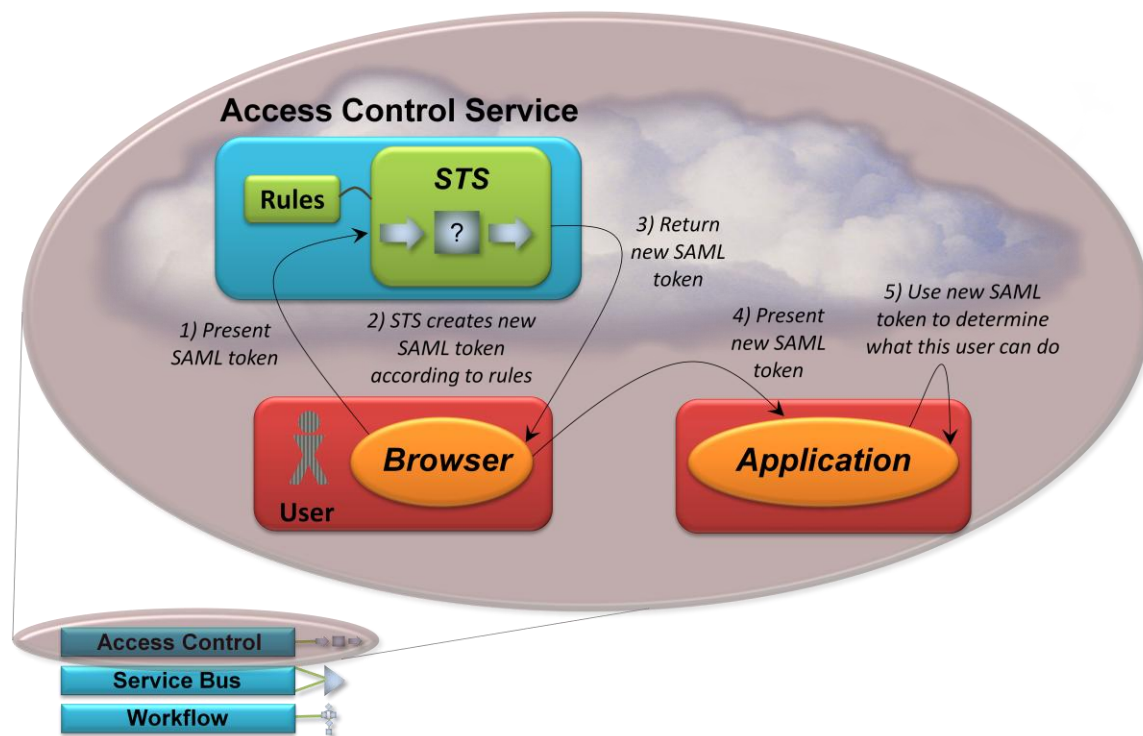 Access Control Service
Rules
STS
?
3) Return
new SAML
token
1) Present
SAML token
2) STS creates new
SAML token
according to rules
4) Present
new SAML
token
5) Use new SAML
token to determine
what this user can do
User
Browser
Application
Access Control
Service Bus
Workflow